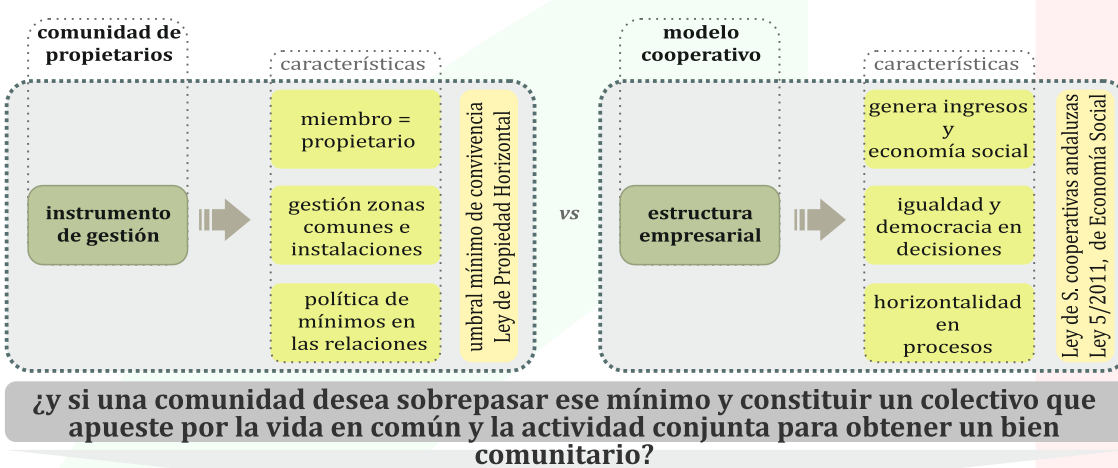 comunidad de
propietarios
características
instrumento
de gestión
miembro =
propietario
gestión zonas
comunes e
instalaciones
política de
mínimos en
las relaciones
umbral mínimo de convivencia
Ley de Propiedad Horizontal
vs
modelo
cooperativo
características
estructura
empresarial
genera ingresos
y
economía social
igualdad y
democracia en
decisiones
horizontalidad
en
procesos
Ley de S. cooperativas andaluzas
Ley 5/2011, de Economía Social
¿y si una comunidad desea sobrepasar ese mínimo y constituir un colectivo que
apueste por la vida en común y la actividad conjunta para obtener un bien
comunitario?